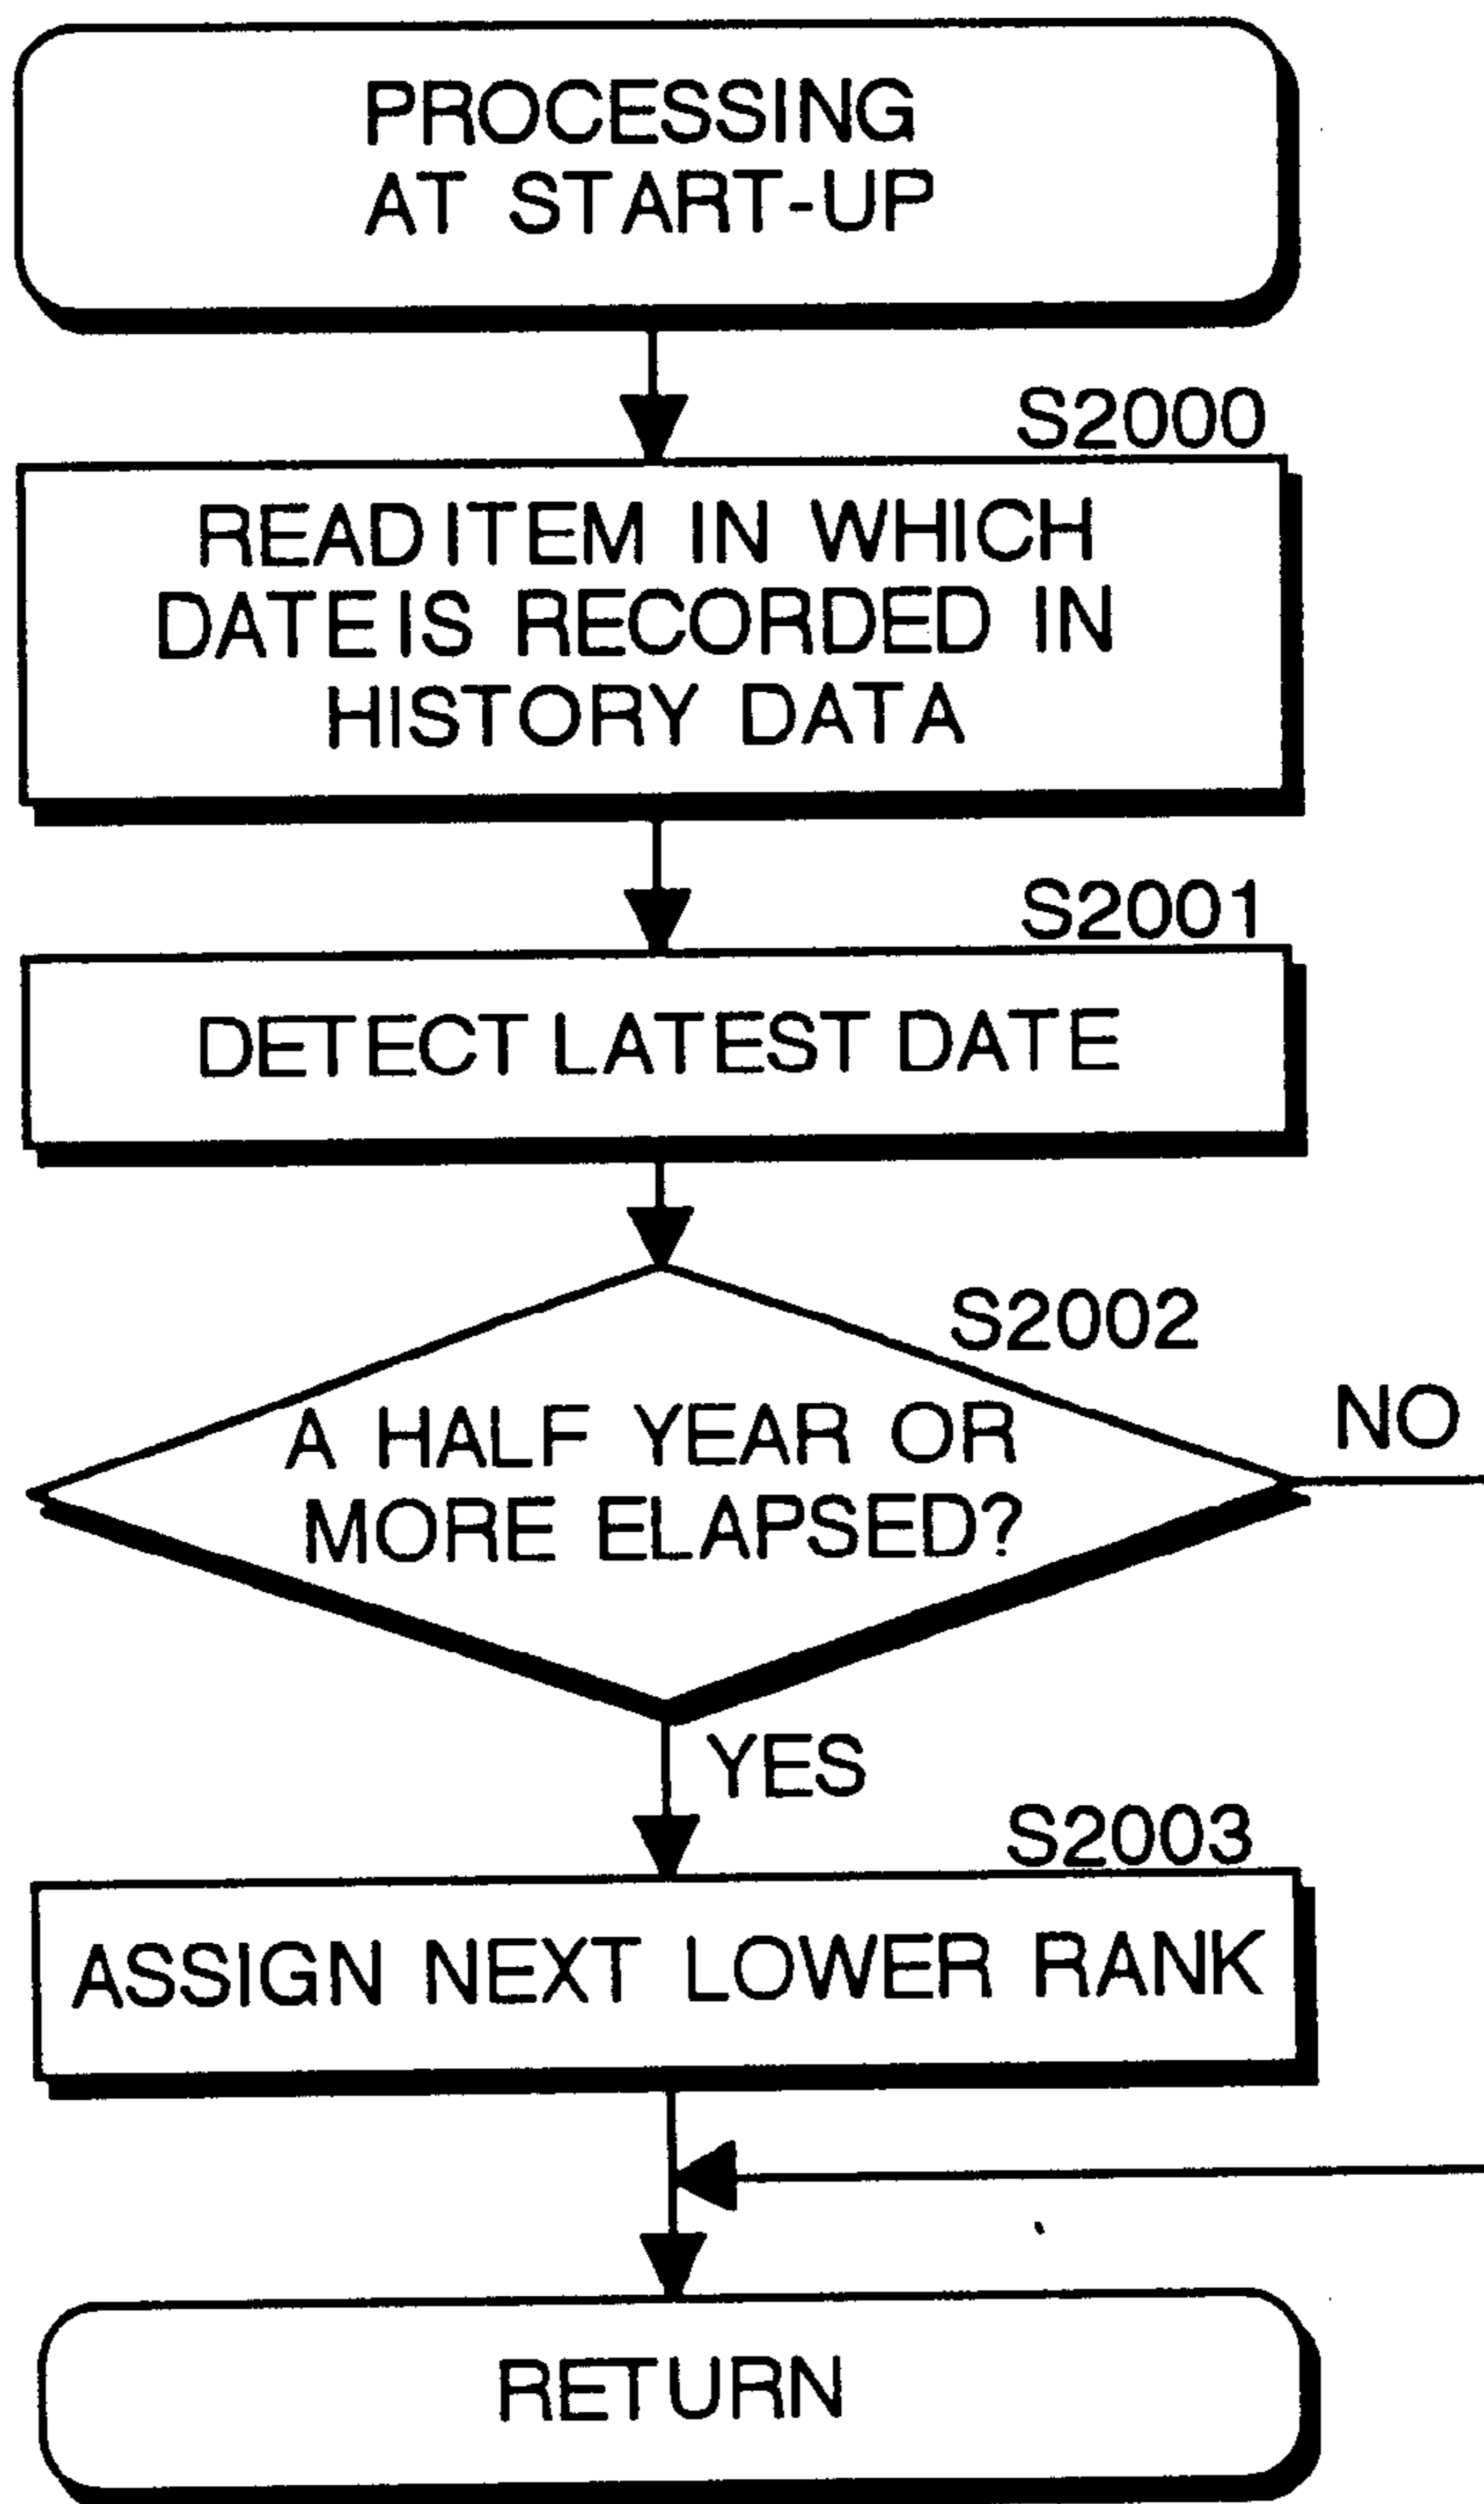 PROCESSING
AT START-UP
S2000
READ ITEM IN WHICH
DATE IS RECORDED IN
HISTORY DATA
S2001
DETECT LATEST DATE
S2002
A HALF YEAR OR
MORE ELAPSED?
NO
YES
S2003
ASSIGN NEXT LOWER RANK
RETURN